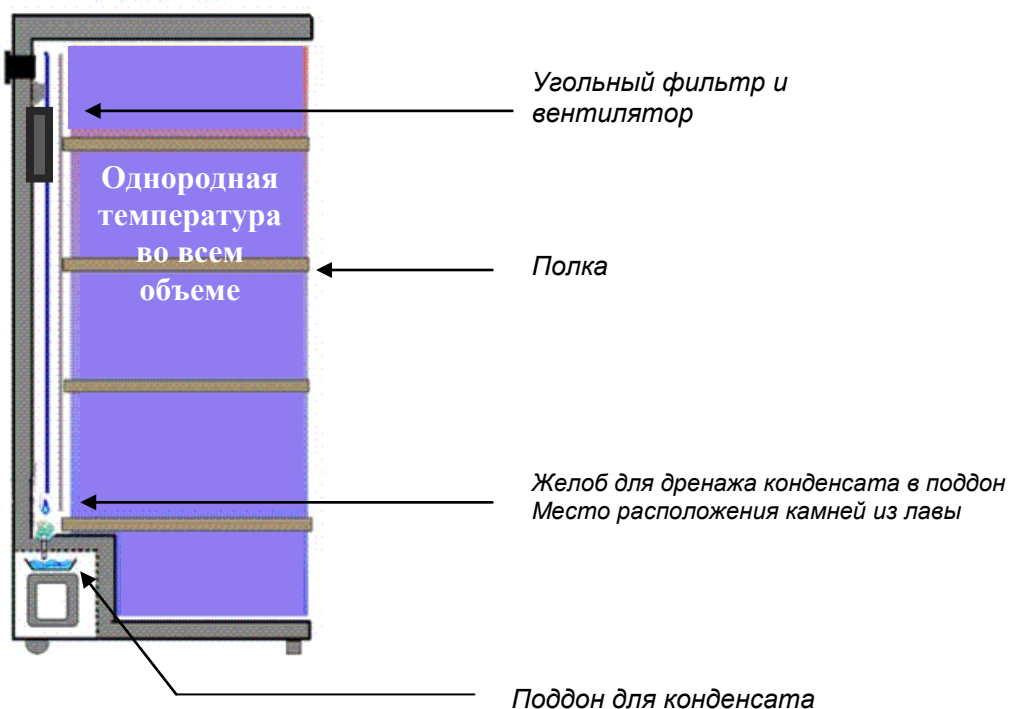 Угольный фильтр и
вентилятор
Однородная
температура
во всем
объеме
Полка
Желоб для дренажа конденсата в поддон
Место расположения камней из лавы
Поддон для конденсата